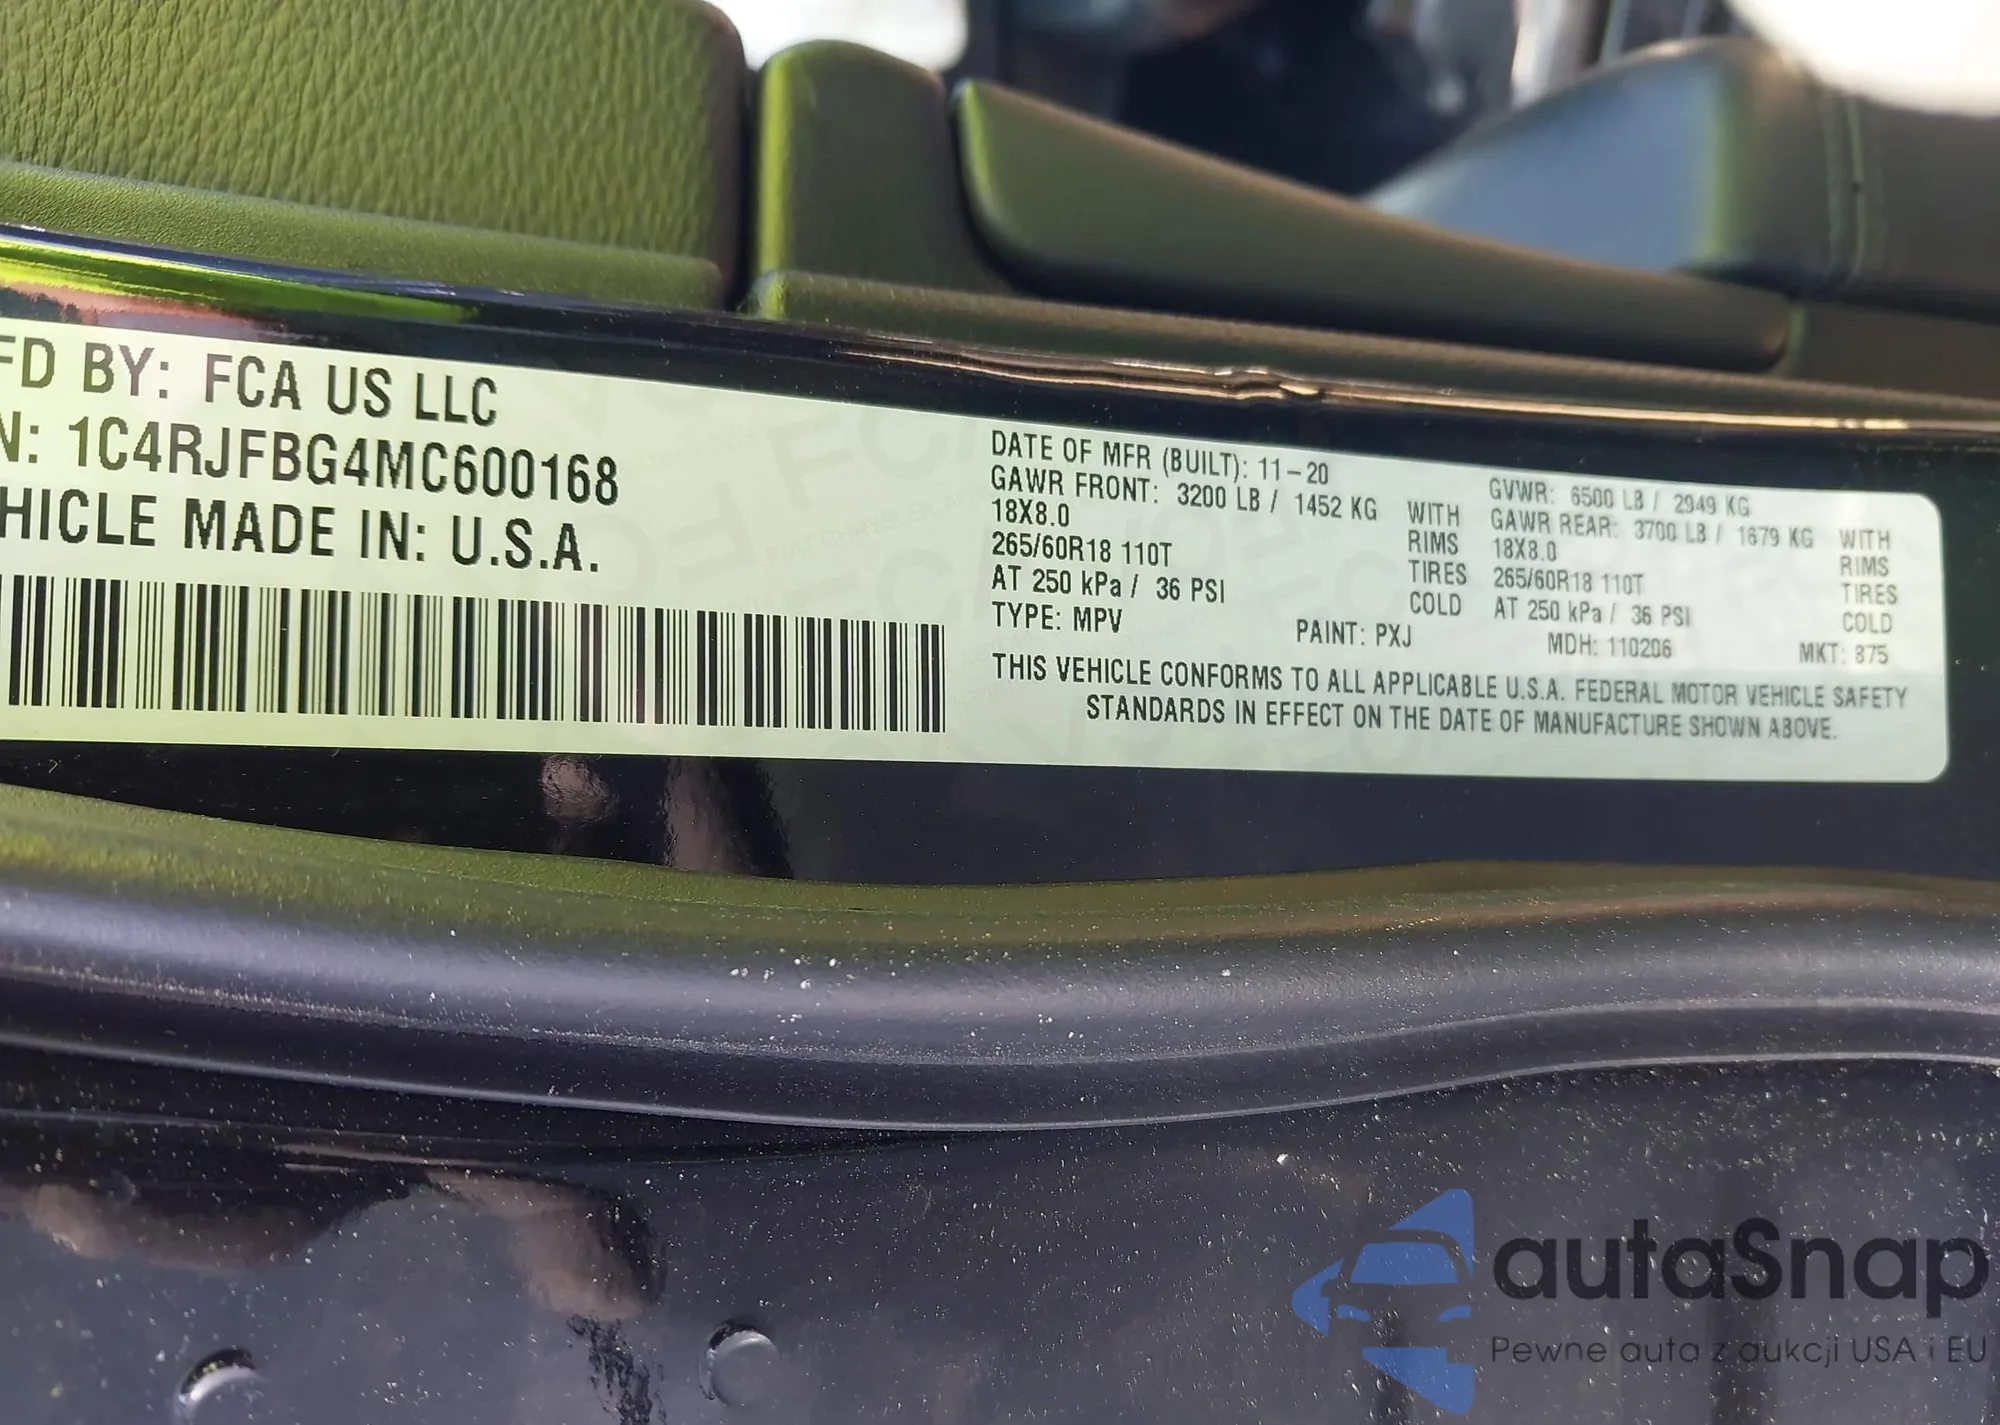 FD BY: FCA US LLC
N: 1C4RJFBG4MC600168
HICLE MADE IN: U.S.A.
DATE OF MFR (BUILT): 11-20
GAWR FRONT: 3200 LB / 1452 KG WITH
18X8.0 RIMS
265/60R18 110T TIRES
AT 250 kPa / 36 PSI COLD
TYPE: MPV
GVWR: 6500 LB / 2949 KG
GAWR REAR: 3700 LB / 1679 KG WITH
18X8.0 RIMS
265/60R18 110T TIRES
AT 250 kPa / 36 PSI COLD
PAINT: PXJ MDH: 110206 MKT: 875
THIS VEHICLE CONFORMS TO ALL APPLICABLE U.S.A. FEDERAL MOTOR VEHICLE SAFETY
STANDARDS IN EFFECT ON THE DATE OF MANUFACTURE SHOWN ABOVE.
autaSnap
Pewne auta z aukcji USA i EU